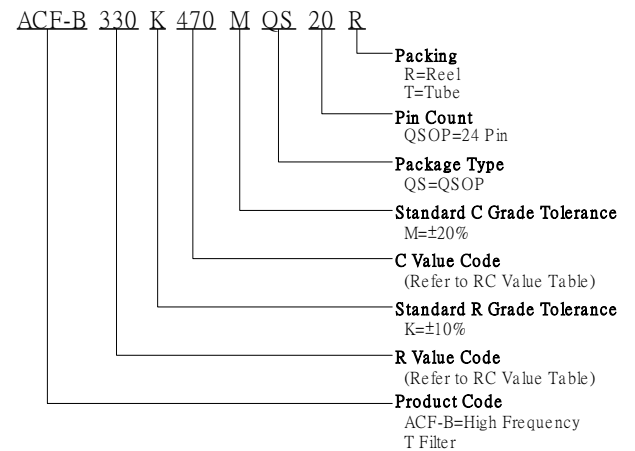 ACF-B 330 K 470 M QS 20 R
Packing
R=Reel
T=Tube
Pin Count
QSOP=24 Pin
Package Type
QS=QSOP
Standard C Grade Tolerance
M=±20%
C Value Code
(Refer to RC Value Table)
Standard R Grade Tolerance
K=±10%
R Value Code
(Refer to RC Value Table)
Product Code
ACF-B=High Frequency
T Filter